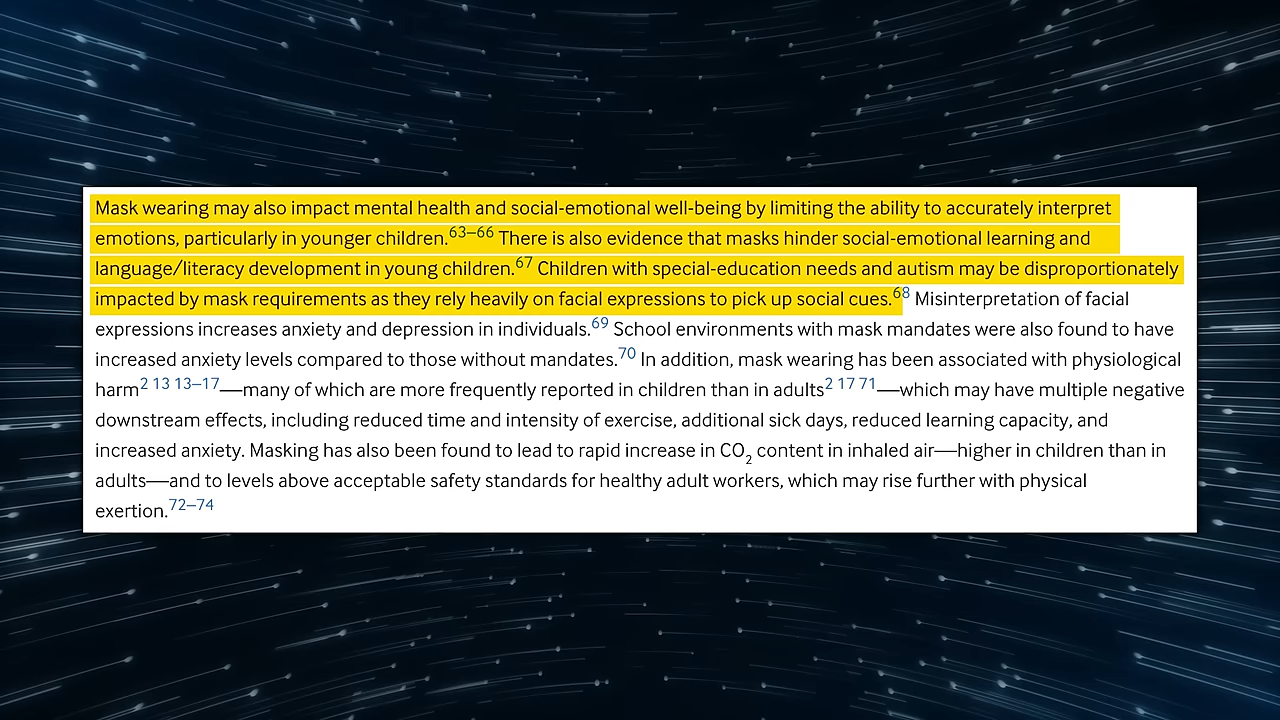 Mask wearing may also impact mental health and social-emotional well-being by limiting the ability to accurately interpret
emotions, particularly in younger children.63–66 There is also evidence that masks hinder social-emotional learning and
language/literacy development in young children.67 Children with special-education needs and autism may be disproportionately
impacted by mask requirements as they rely heavily on facial expressions to pick up social cues.68 Misinterpretation of facial
expressions increases anxiety and depression in individuals.69 School environments with mask mandates were also found to have
increased anxiety levels compared to those without mandates.70 In addition, mask wearing has been associated with physiological
harm2 13 13–17—many of which are more frequently reported in children than in adults2 17 71—which may have multiple negative
downstream effects, including reduced time and intensity of exercise, additional sick days, reduced learning capacity, and
increased anxiety. Masking has also been found to lead to rapid increase in CO2 content in inhaled air—higher in children than in
adults—and to levels above acceptable safety standards for healthy adult workers, which may rise further with physical
exertion.72–74